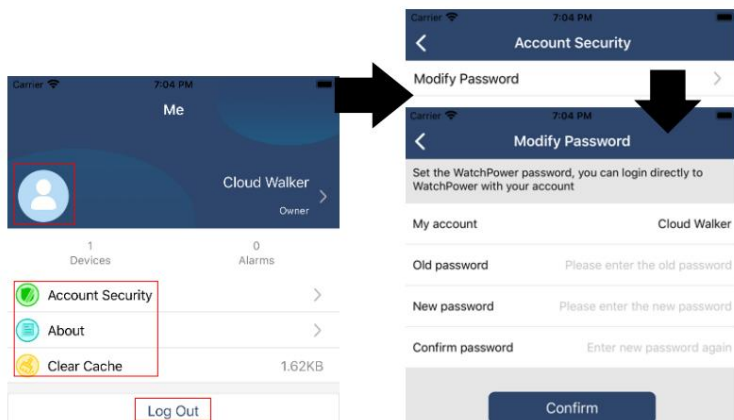 Carrier 7:04 PM
Me
Cloud Walker
Owner
1 0
Devices Alarms
Account Security
About
Clear Cache 1.62KB
Log Out
Carrier 7:04 PM
Account Security
Modify Password
Carrier 7:04 PM
Modify Password
Set the WatchPower password, you can login directly to
WatchPower with your account
My account Cloud Walker
Old password Please enter the old password
New password Please enter the new password
Confirm password Enter new password again
Confirm